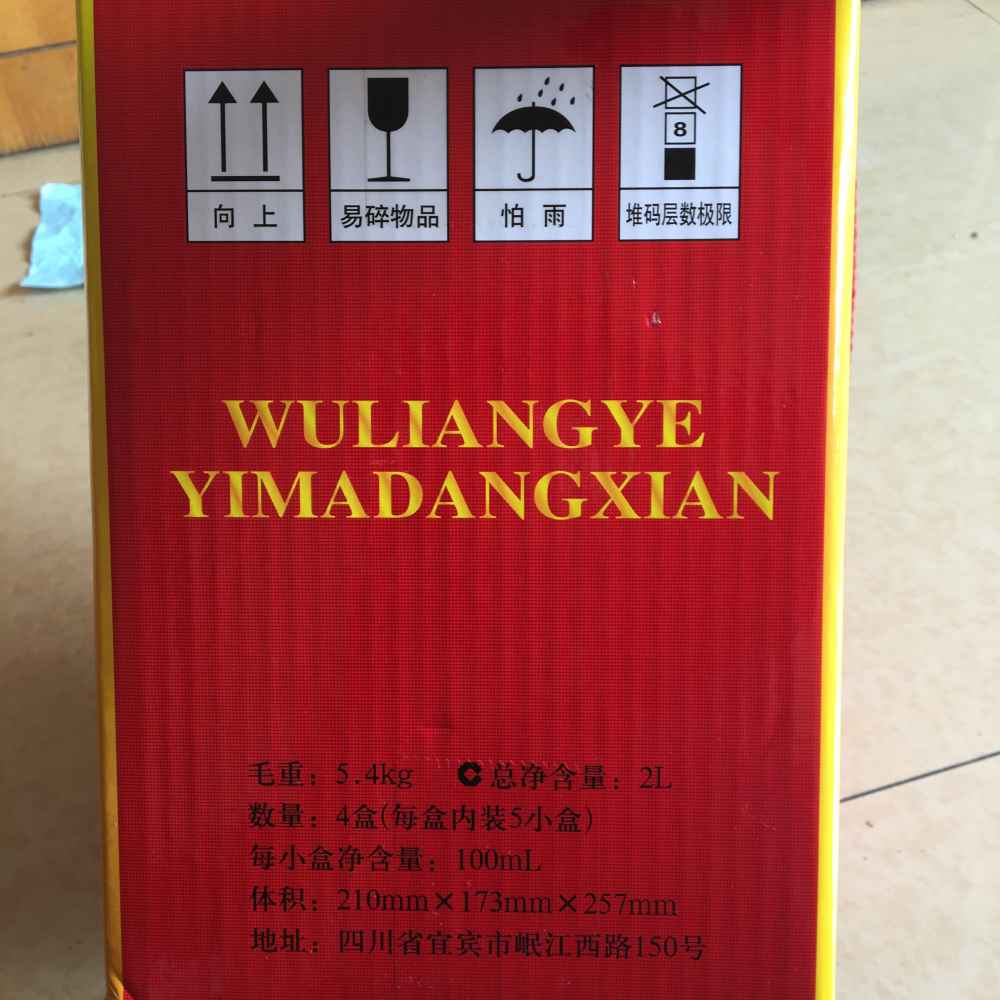 向上
易碎物品
怕雨
8
堆码层数极限
WULIANGYE
YIMADANGXIAN
毛重：5.4kg 总净含量：2L
数量：4盒(每盒内装5小盒)
每小盒净含量：100mL
体积：210mm×173mm×257mm
地址：四川省宜宾市岷江西路150号